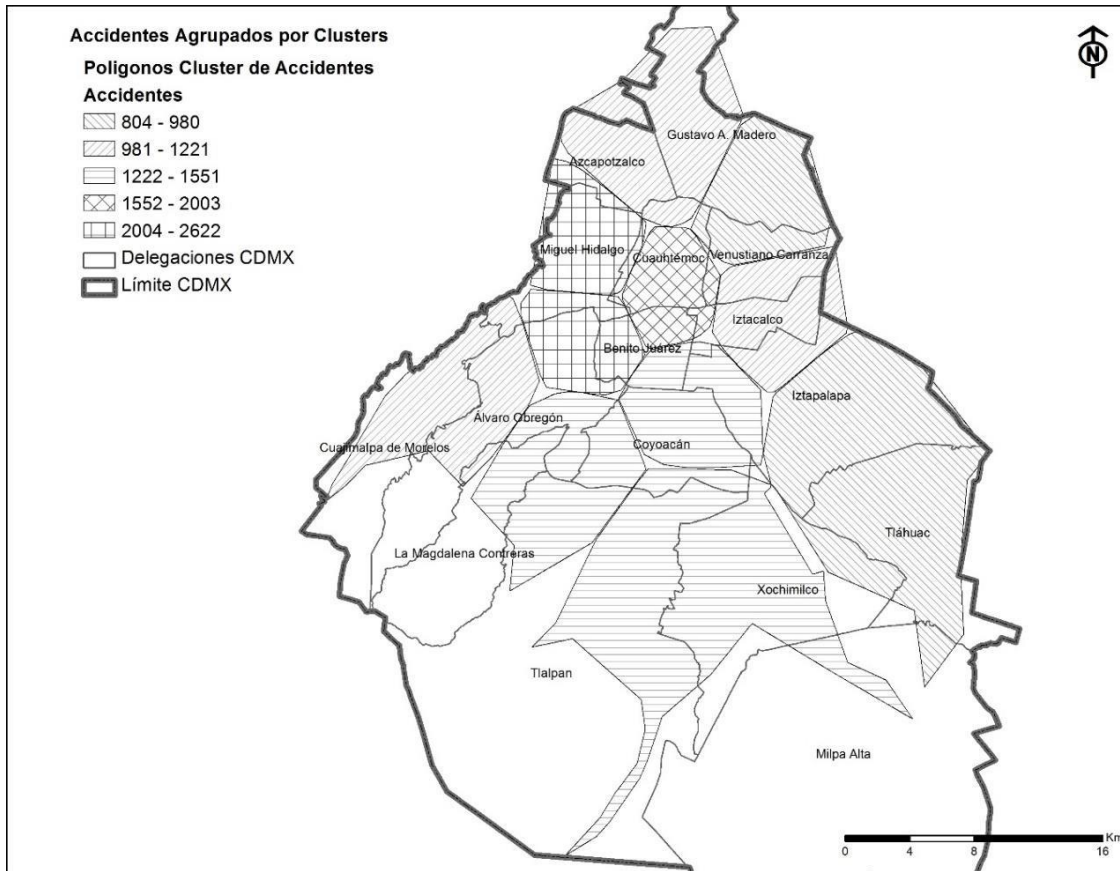 Accidentes Agrupados por Clusters
Poligonos Cluster de Accidentes
Accidentes
804 - 980
981 - 1221
1222 - 1551
1552 - 2003
2004 - 2622
Delegaciones CDMX
Límite CDMX
N
Gustavo A. Madero
Azcapotzalco
Miguel Hidalgo
Cuauhtémoc
Venustiano Carranza
Iztacalco
Benito Juárez
Iztapalapa
Álvaro Obregón
Cuajimalpa de Morelos
Coyoacán
Tláhuac
La Magdalena Contreras
Xochimilco
Tlalpan
Milpa Alta
Km
0 4 8 16